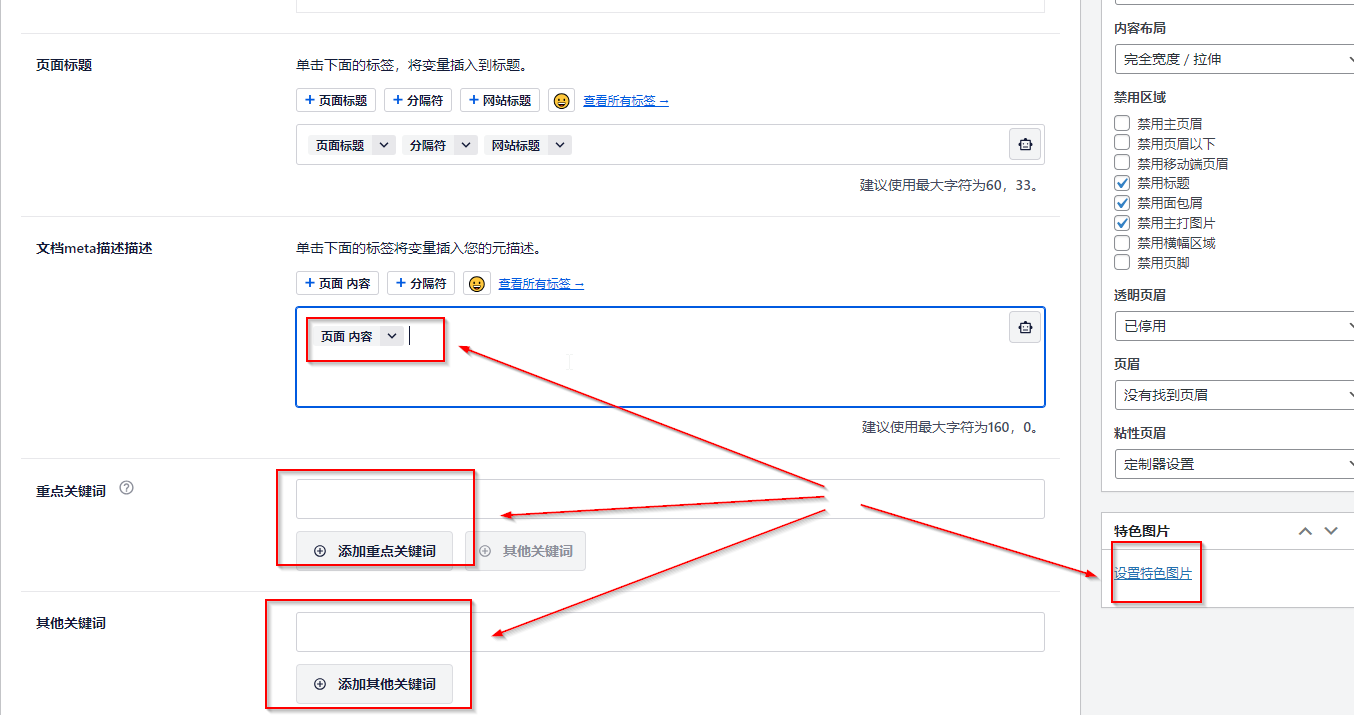 页面标题
单击下面的标签，将变量插入到标题。
+ 页面标题 + 分隔符 + 网站标题 查看所有标签 →
页面标题 分隔符 网站标题
建议使用最大字符为60，33。
文档meta描述描述
单击下面的标签将变量插入您的元描述。
+ 页面 内容 + 分隔符 查看所有标签 →
页面 内容
建议使用最大字符为160，0。
重点关键词 ?
添加重点关键词 其他关键词
其他关键词
添加其他关键词
内容布局
完全宽度 / 拉伸
禁用区域
禁用主页眉
禁用页眉以下
禁用移动端页眉
禁用标题
禁用面包屑
禁用主打图片
禁用横幅区域
禁用页脚
透明页眉
已停用
页眉
没有找到页眉
粘性页眉
定制器设置
特色图片
设置特色图片